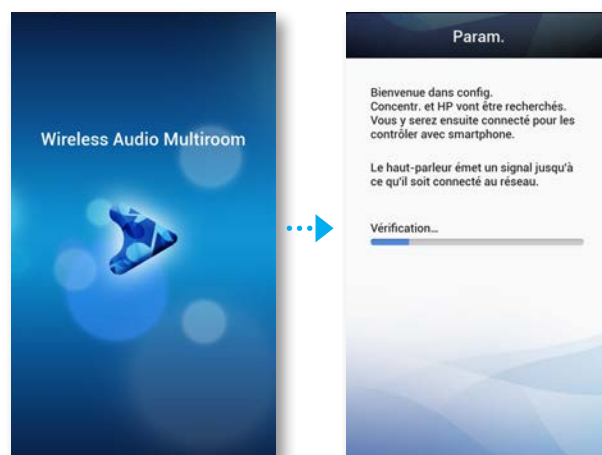 Wireless Audio Multiroom
Param.
Bienvenue dans config.
Concentr. et HP vont être recherchés.
Vous y serez ensuite connecté pour les
contrôler avec smartphone.
Le haut-parleur émet un signal jusqu'à
ce qu'il soit connecté au réseau.
Vérification...